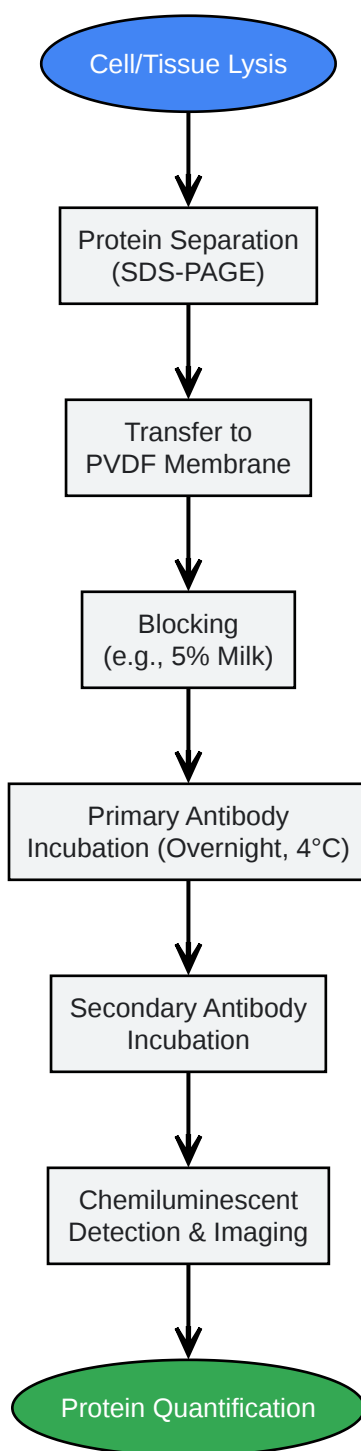 Cell/Tissue Lysis
Protein Separation
(SDS-PAGE)
Transfer to
PVDF Membrane
Blocking
(e.g., 5% Milk)
Primary Antibody
Incubation (Overnight, 4°C)
Secondary Antibody
Incubation
Chemiluminescent
Detection & Imaging
Protein Quantification